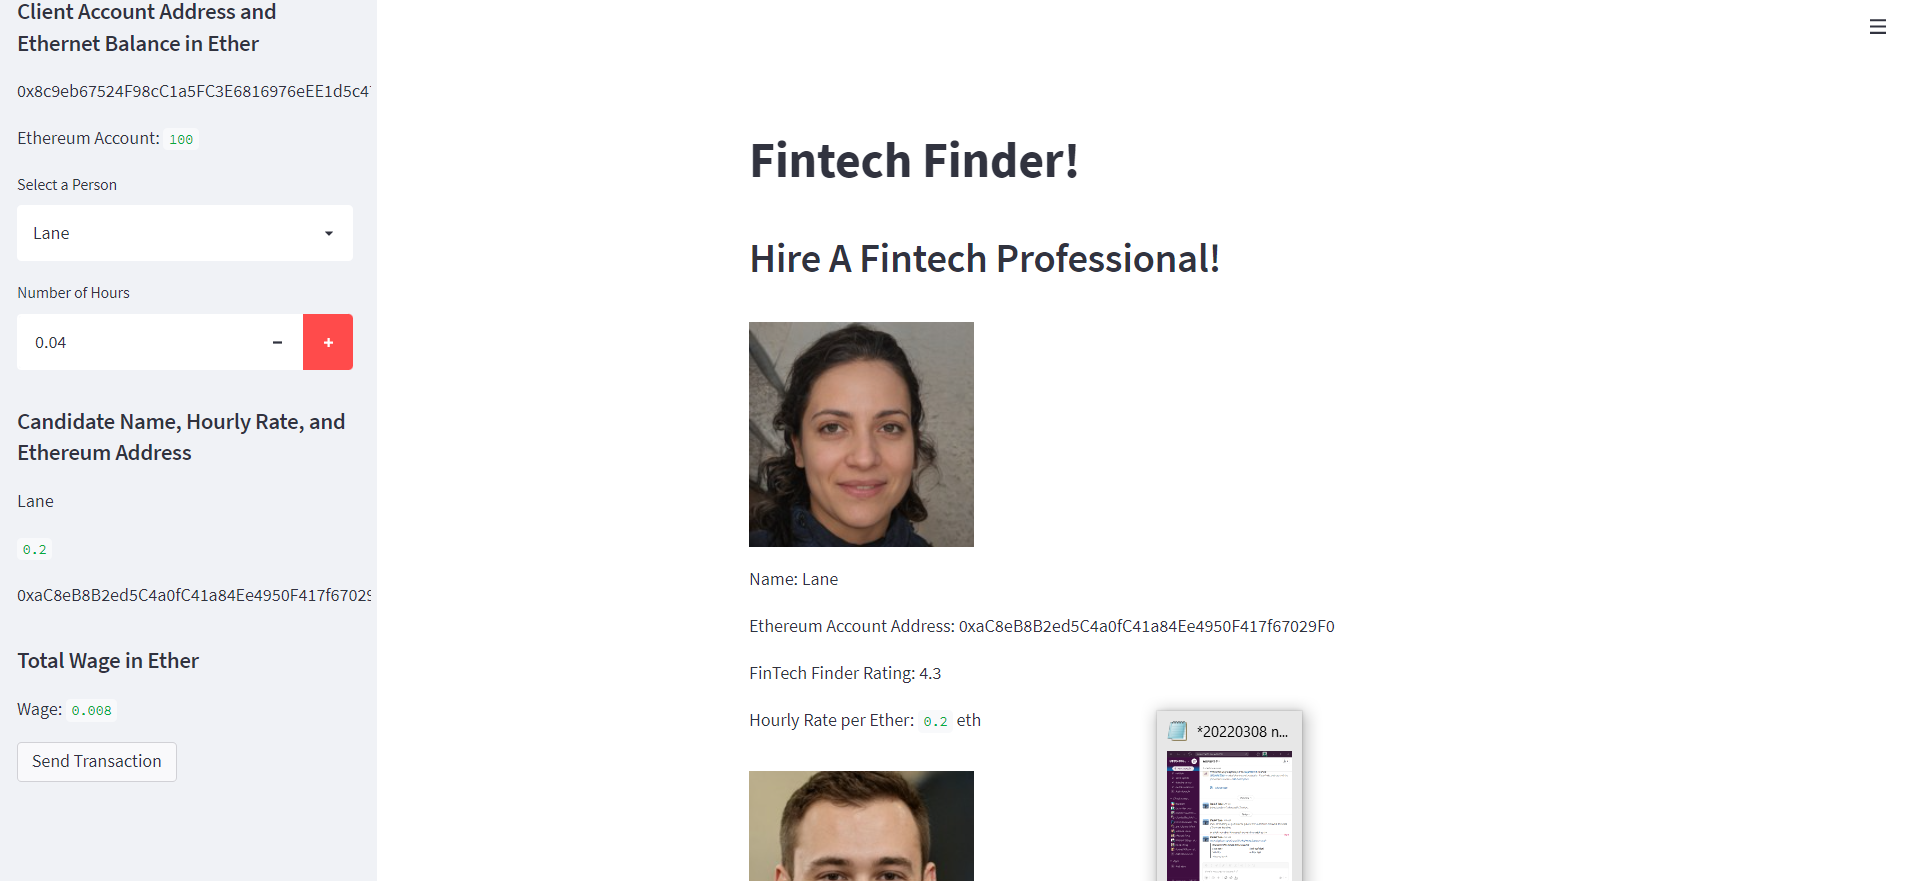 Client Account Address and
Ethernet Balance in Ether
0x8c9eb67524F98cC1a5FC3E6816976eEE1d5c4
Ethereum Account: 100
Select a Person
Lane
Number of Hours
0.04
Candidate Name, Hourly Rate, and
Ethereum Address
Lane
0.2
0xaC8eB8B2ed5C4a0fC41a84Ee4950F417f67029
Total Wage in Ether
Wage: 0.008
Send Transaction
Fintech Finder!
Hire A Fintech Professional!
Name: Lane
Ethereum Account Address: 0xaC8eB8B2ed5C4a0fC41a84Ee4950F417f67029F0
FinTech Finder Rating: 4.3
Hourly Rate per Ether: 0.2 eth
*20220308 n...